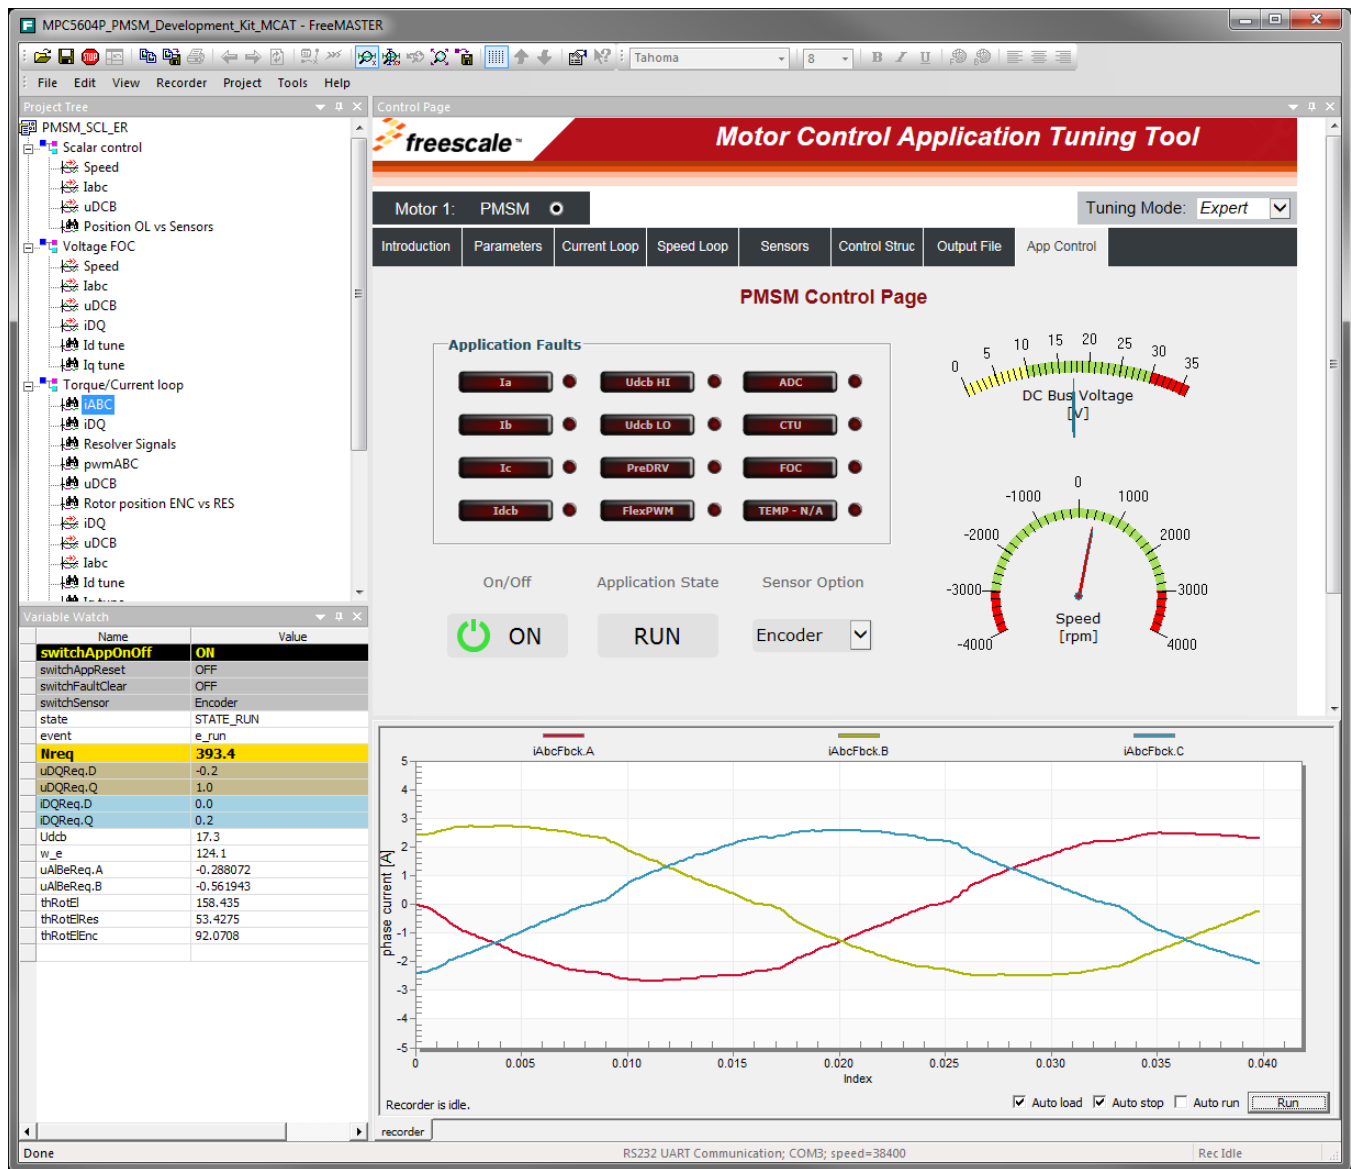 MPC5604P_PMSM_Development_Kit_MCAT - FreeMASTER
Tahoma 8 B I U
File Edit View Recorder Project Tools Help
Project Tree
PMSM_SCL_ER
Scalar control
Speed
Iabc
uDCB
Position OL vs Sensors
Voltage FOC
Speed
Iabc
uDCB
iDQ
Id tune
Iq tune
Torque/Current loop
iABC
iDQ
Resolver Signals
pwmABC
uDCB
Rotor position ENC vs RES
iDQ
uDCB
Iabc
Id tune
Iq tune
Control Page
freescale™
Motor Control Application Tuning Tool
Motor 1: PMSM
Tuning Mode: Expert
Introduction Parameters Current Loop Speed Loop Sensors Control Struc Output File App Control
PMSM Control Page
Application Faults
Ia Udcb HI ADC
Ib Udcb LO CTU
Ic PreDRV FOC
Idcb FlexPWM TEMP - N/A
0 5 10 15 20 25 30 35
DC Bus Voltage
[V]
-4000 -3000 -2000 -1000 0 1000 2000 3000 4000
Speed
[rpm]
On/Off Application State Sensor Option
ON RUN Encoder
Variable Watch
Name Value
switchAppOnOff ON
switchAppReset OFF
switchFaultClear OFF
switchSensor Encoder
state STATE_RUN
event e_run
Nreq 393.4
uDQReq.D -0.2
uDQReq.Q 1.0
iDQReq.D 0.0
iDQReq.Q 0.2
Udcb 17.3
w_e 124.1
uAlBeReq.A -0.288072
uAlBeReq.B -0.561943
thRotEl 158.435
thRotElRes 53.4275
thRotElEnc 92.0708
iAbcFbck.A iAbcFbck.B iAbcFbck.C
phase current [A]
5
4
3
2
1
0
-1
-2
-3
-4
-5
0 0.005 0.010 0.015 0.020 0.025 0.030 0.035 0.040
Index
Recorder is idle.
Auto load Auto stop Auto run Run
recorder
Done
RS232 UART Communication; COM3; speed=38400
Rec Idle